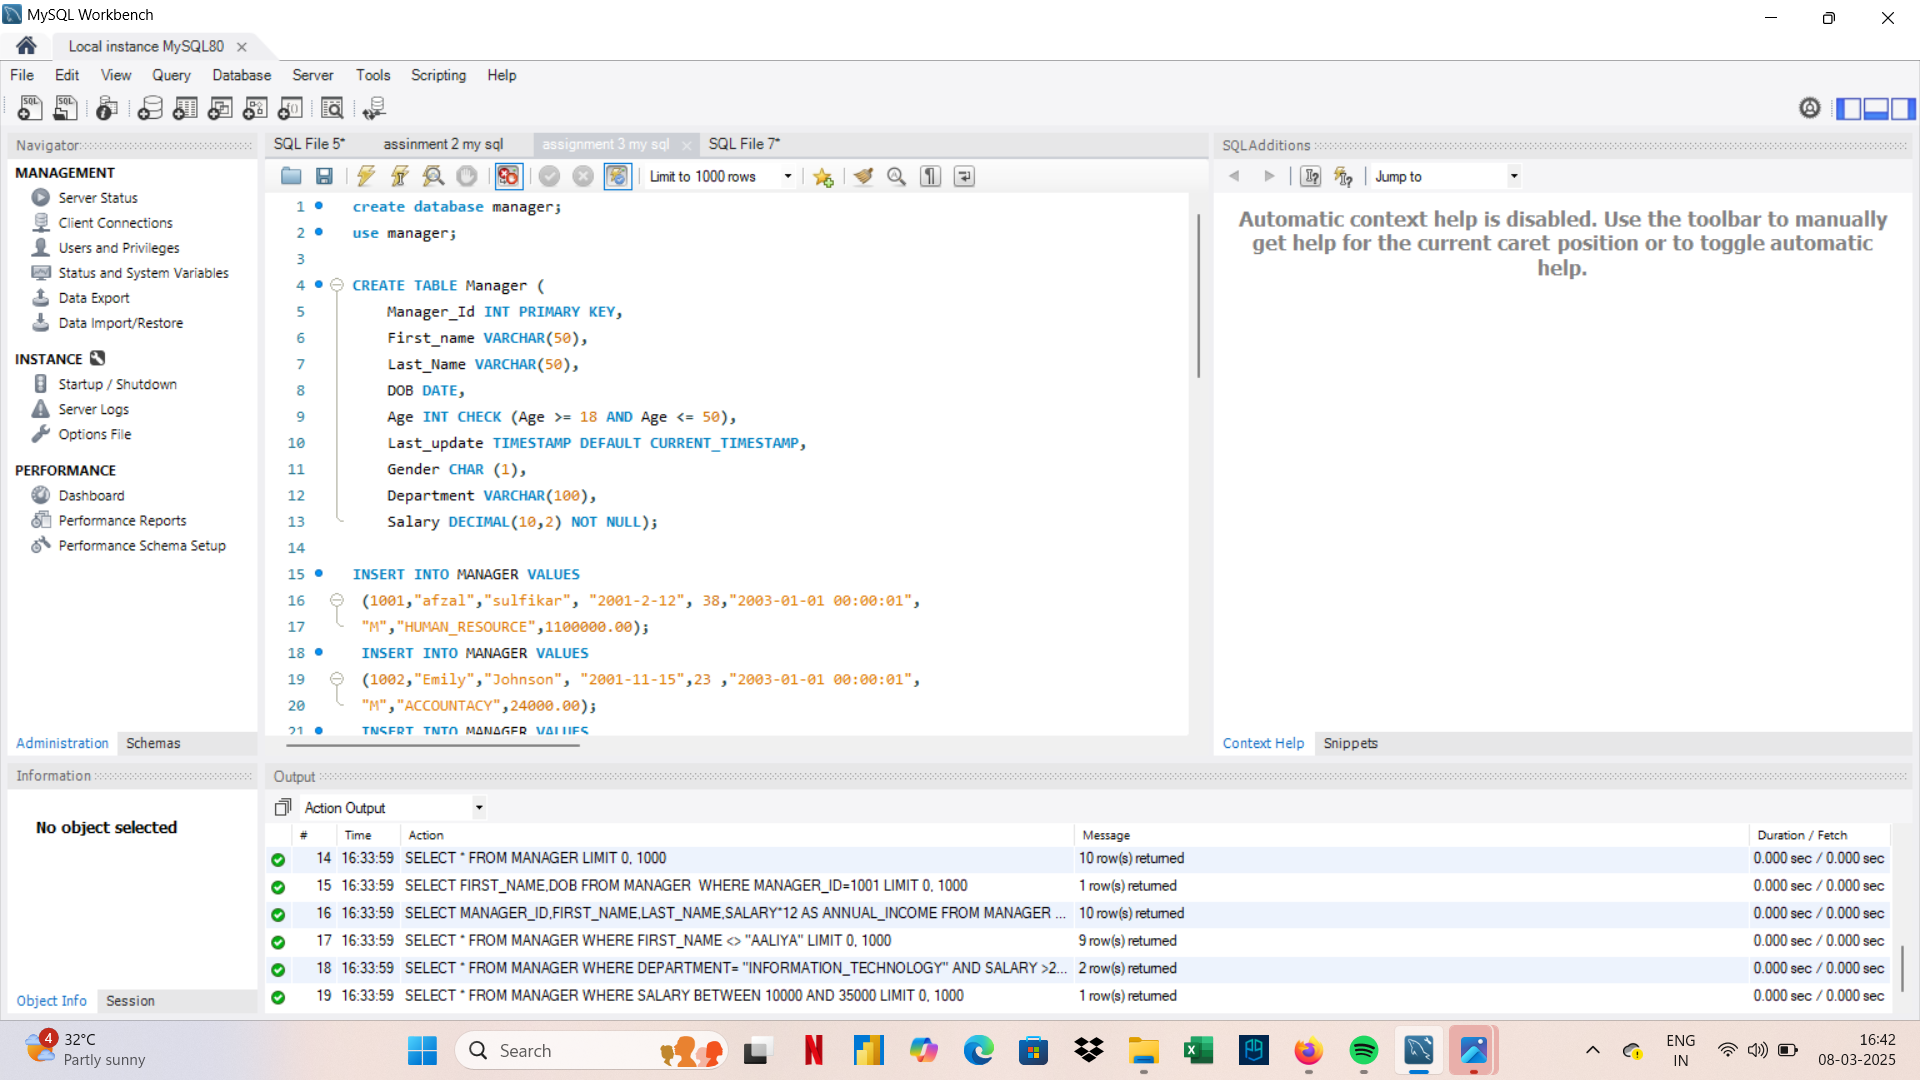 MySQL Workbench
Local instance MySQL80
File Edit View Query Database Server Tools Scripting Help
Navigator
MANAGEMENT
Server Status
Client Connections
Users and Privileges
Status and System Variables
Data Export
Data Import/Restore
INSTANCE
Startup / Shutdown
Server Logs
Options File
PERFORMANCE
Dashboard
Performance Reports
Performance Schema Setup
Administration Schemas
Information
No object selected
Object Info Session
SQL File 5* assinment 2 my sql assignment 3 my sql SQL File 7*
Limit to 1000 rows
1 create database manager;
2 use manager;
3
4 CREATE TABLE Manager (
5 Manager_Id INT PRIMARY KEY,
6 First_name VARCHAR(50),
7 Last_Name VARCHAR(50),
8 DOB DATE,
9 Age INT CHECK (Age >= 18 AND Age <= 50),
10 Last_update TIMESTAMP DEFAULT CURRENT_TIMESTAMP,
11 Gender CHAR (1),
12 Department VARCHAR(100),
13 Salary DECIMAL(10,2) NOT NULL);
14
15 INSERT INTO MANAGER VALUES
16 (1001,"afzal","sulfikar", "2001-2-12", 38,"2003-01-01 00:00:01",
17 "M","HUMAN_RESOURCE",1100000.00);
18 INSERT INTO MANAGER VALUES
19 (1002,"Emily","Johnson", "2001-11-15",23 ,"2003-01-01 00:00:01",
20 "M","ACCOUNTACY",24000.00);
21 INSERT INTO MANAGER VALUES
SQLAdditions
Jump to
Automatic context help is disabled. Use the toolbar to manually
get help for the current caret position or to toggle automatic
help.
Context Help Snippets
Output
Action Output
# Time Action Message Duration / Fetch
14 16:33:59 SELECT * FROM MANAGER LIMIT 0, 1000 10 row(s) returned 0.000 sec / 0.000 sec
15 16:33:59 SELECT FIRST_NAME,DOB FROM MANAGER WHERE MANAGER_ID=1001 LIMIT 0, 1000 1 row(s) returned 0.000 sec / 0.000 sec
16 16:33:59 SELECT MANAGER_ID,FIRST_NAME,LAST_NAME,SALARY*12 AS ANNUAL_INCOME FROM MANAGER ... 10 row(s) returned 0.000 sec / 0.000 sec
17 16:33:59 SELECT * FROM MANAGER WHERE FIRST_NAME <> "AALIYA" LIMIT 0, 1000 9 row(s) returned 0.000 sec / 0.000 sec
18 16:33:59 SELECT * FROM MANAGER WHERE DEPARTMENT= "INFORMATION_TECHNOLOGY" AND SALARY >2... 2 row(s) returned 0.000 sec / 0.000 sec
19 16:33:59 SELECT * FROM MANAGER WHERE SALARY BETWEEN 10000 AND 35000 LIMIT 0, 1000 1 row(s) returned 0.000 sec / 0.000 sec
4
32°C
Partly sunny
Search
ENG
IN
16:42
08-03-2025